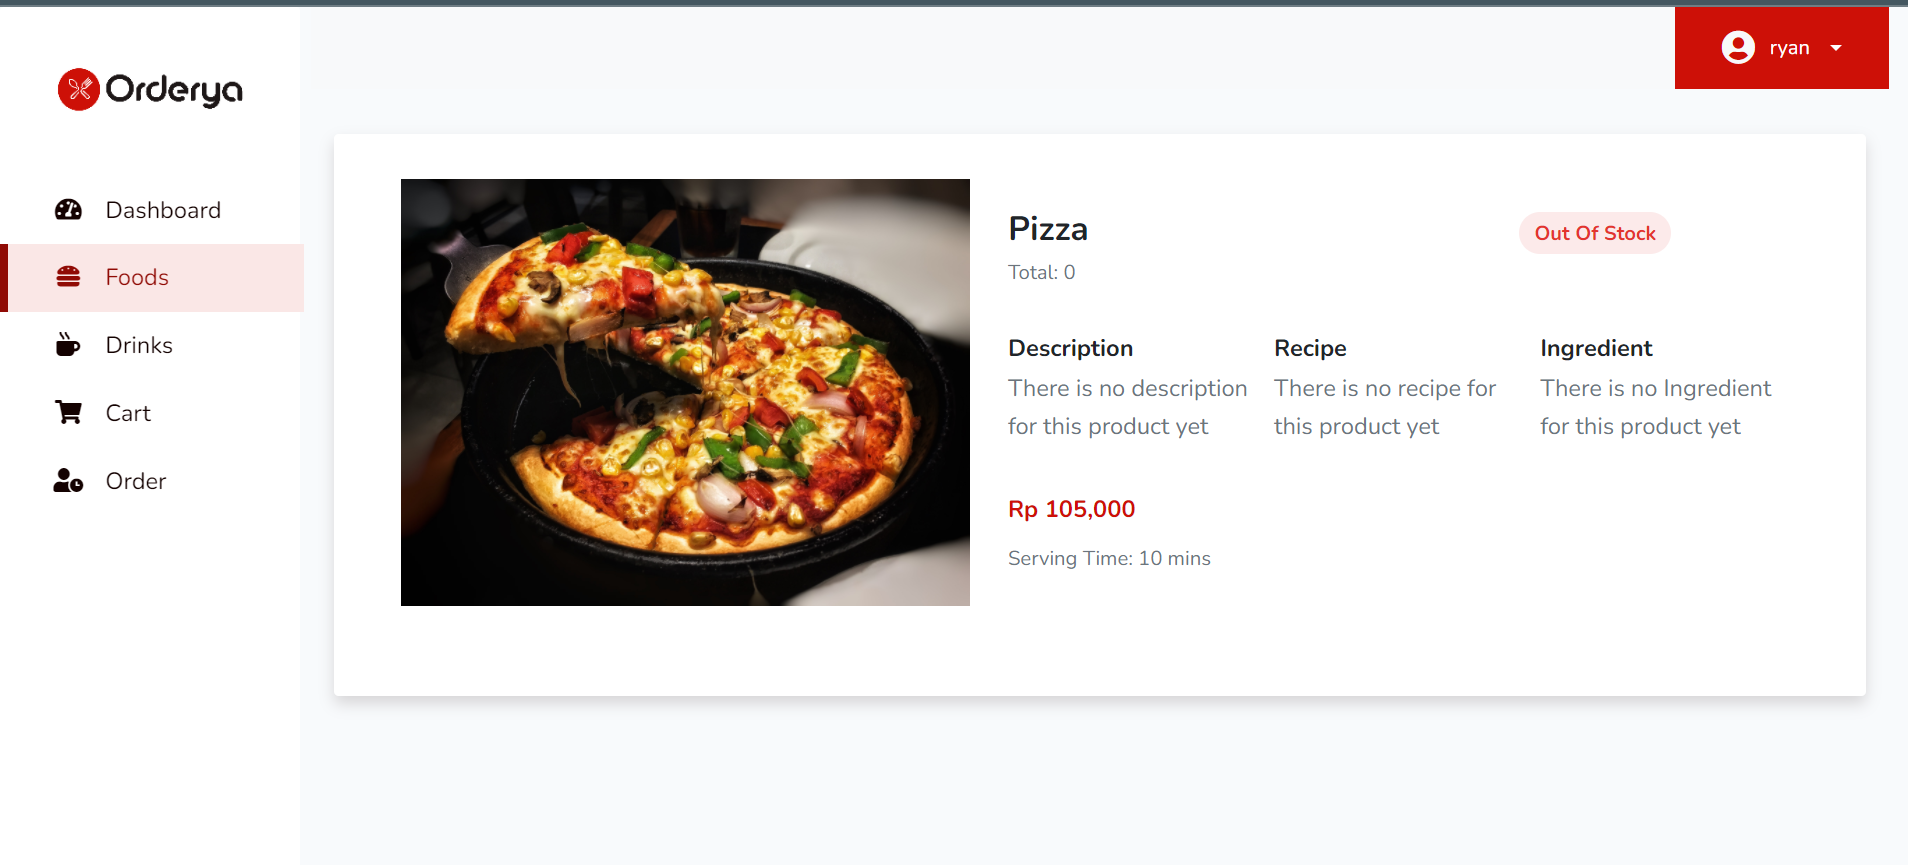 Orderya
ryan
Dashboard
Foods
Drinks
Cart
Order
Pizza
Out Of Stock
Total: 0
Description
There is no description
for this product yet
Recipe
There is no recipe for
this product yet
Ingredient
There is no Ingredient
for this product yet
Rp 105,000
Serving Time: 10 mins